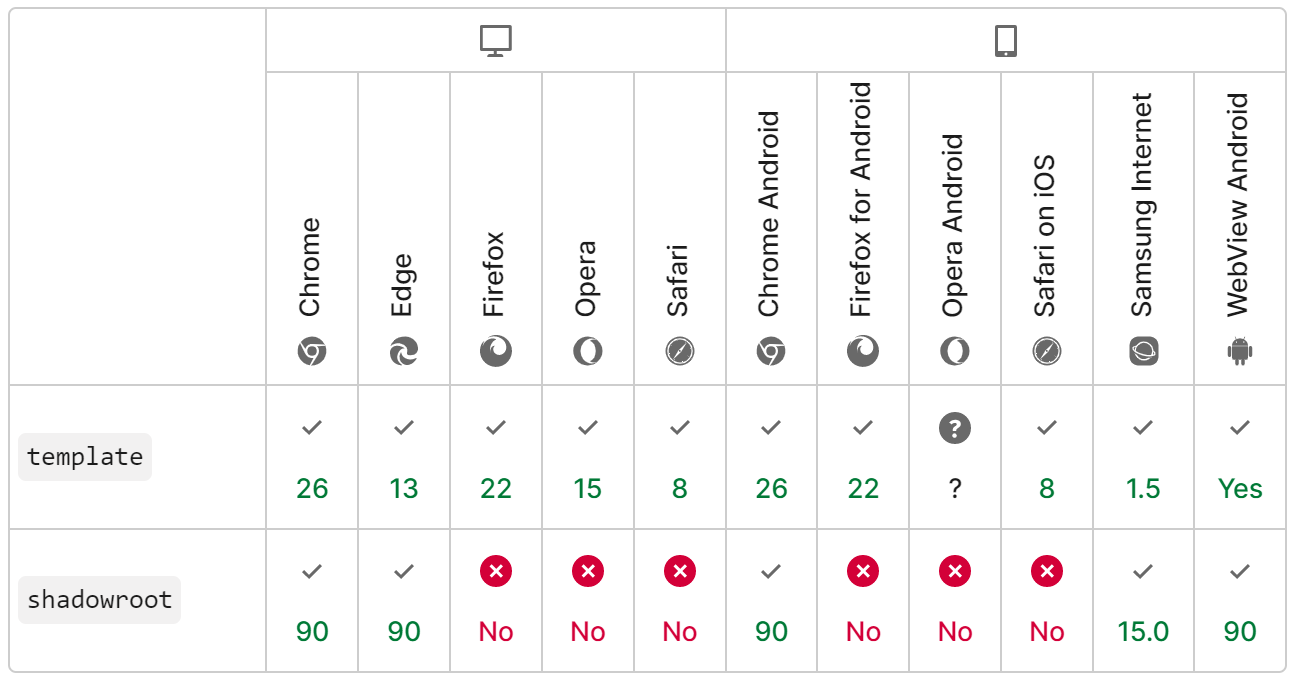 Chrome
Edge
Firefox
Opera
Safari
Chrome Android
Firefox for Android
Opera Android
Safari on iOS
Samsung Internet
WebView Android
template
? 
26 13 22 15 8 26 22 ? 8 1.5 Yes
shadowroot
90 90 No No No 90 No No No 15.0 90